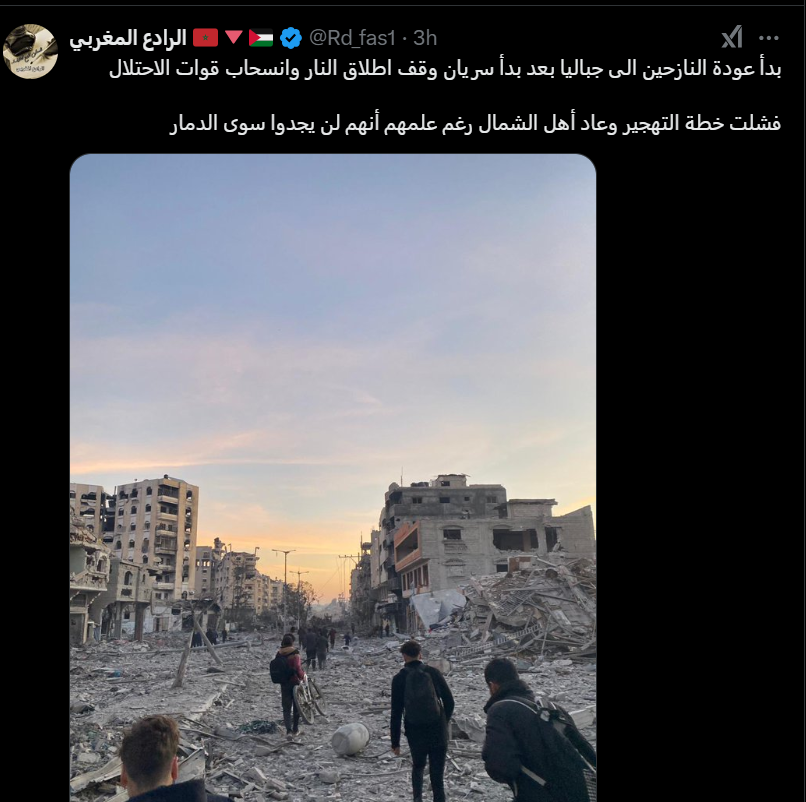 الرادع المغربي 🇲🇦🔻🇵🇸 @Rd_fas1 · 3h
بدأ عودة النازحين الى جباليا بعد بدأ سريان وقف اطلاق النار وانسحاب قوات الاحتلال
فشلت خطة التهجير وعاد أهل الشمال رغم علمهم أنهم لن يجدوا سوى الدمار